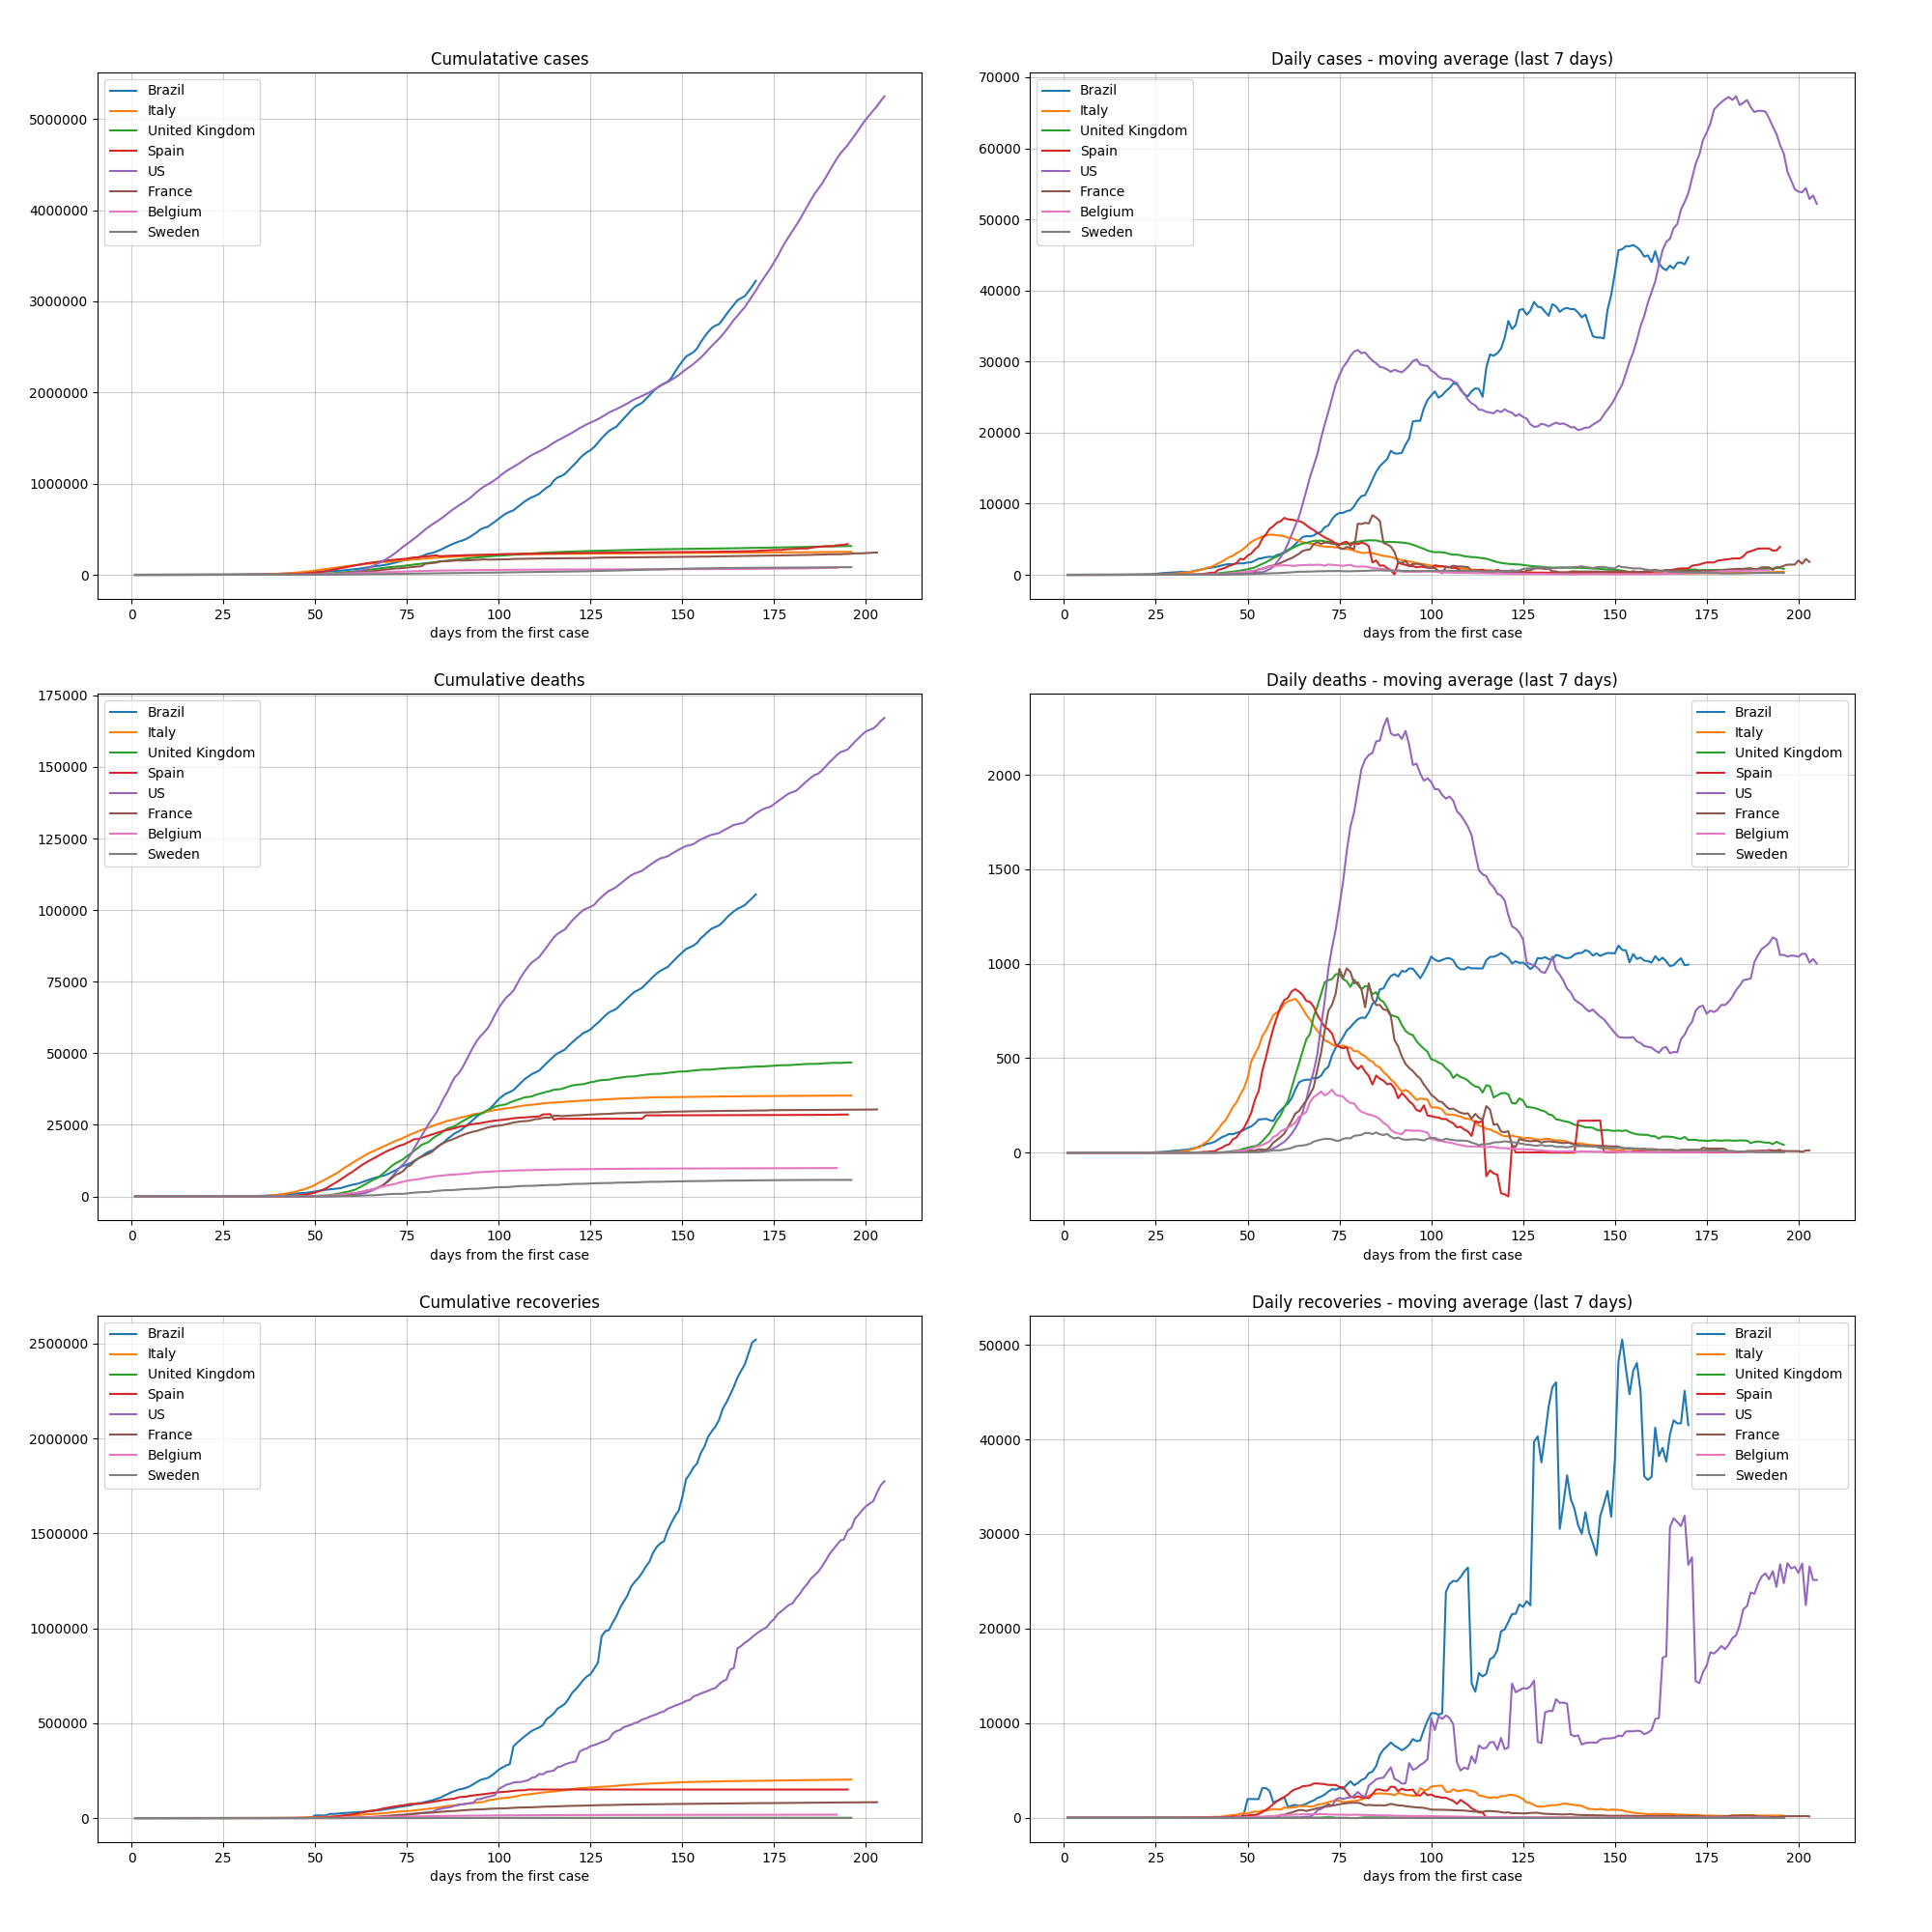 Cumulatative cases
Brazil
Italy
United Kingdom
Spain
US
France
Belgium
Sweden
5000000
4000000
3000000
2000000
1000000
0
0 25 50 75 100 125 150 175 200
days from the first case
Daily cases - moving average (last 7 days)
Brazil
Italy
United Kingdom
Spain
US
France
Belgium
Sweden
70000
60000
50000
40000
30000
20000
10000
0
0 25 50 75 100 125 150 175 200
days from the first case
Cumulative deaths
Brazil
Italy
United Kingdom
Spain
US
France
Belgium
Sweden
175000
150000
125000
100000
75000
50000
25000
0
0 25 50 75 100 125 150 175 200
days from the first case
Daily deaths - moving average (last 7 days)
Brazil
Italy
United Kingdom
Spain
US
France
Belgium
Sweden
2000
1500
1000
500
0
0 25 50 75 100 125 150 175 200
days from the first case
Cumulative recoveries
Brazil
Italy
United Kingdom
Spain
US
France
Belgium
Sweden
2500000
2000000
1500000
1000000
500000
0
0 25 50 75 100 125 150 175 200
days from the first case
Daily recoveries - moving average (last 7 days)
Brazil
Italy
United Kingdom
Spain
US
France
Belgium
Sweden
50000
40000
30000
20000
10000
0
0 25 50 75 100 125 150 175 200
days from the first case